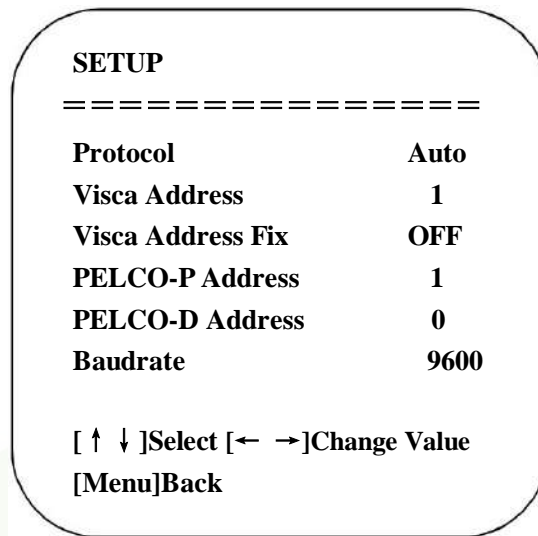 SETUP
================
Protocol Auto
Visca Address 1
Visca Address Fix OFF
PELCO-P Address 1
PELCO-D Address 0
Baudrate 9600
[ ↑ ↓ ]Select [← →]Change Value
[Menu]Back